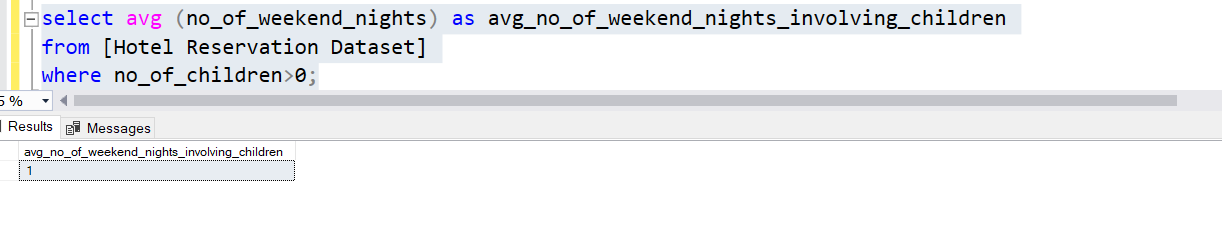 select avg (no_of_weekend_nights) as avg_no_of_weekend_nights_involving_children
from [Hotel Reservation Dataset]
where no_of_children>0;
5 %
Results Messages
avg_no_of_weekend_nights_involving_children
1